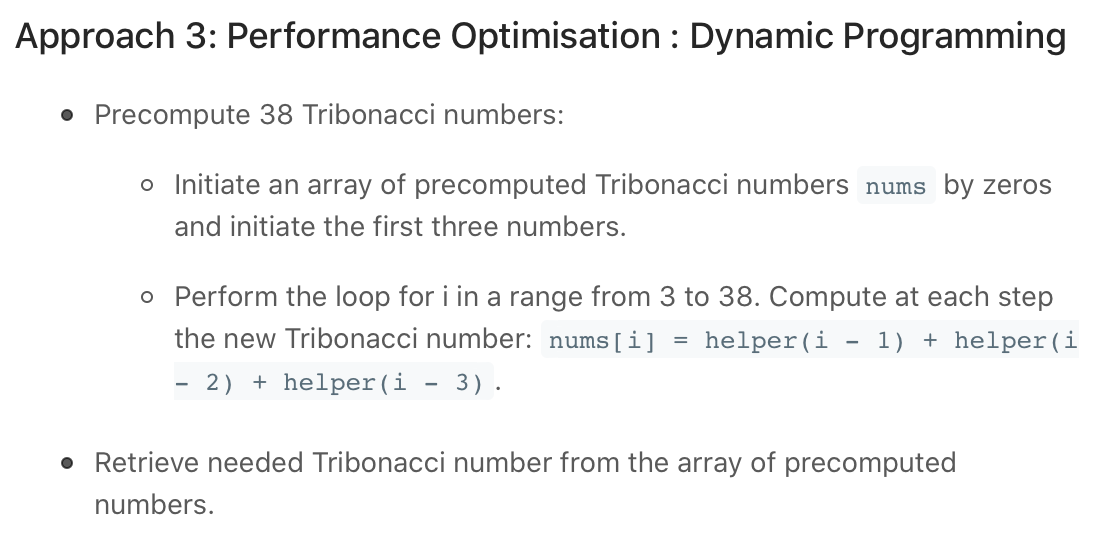 Approach 3: Performance Optimisation : Dynamic Programming
Precompute 38 Tribonacci numbers:
Initiate an array of precomputed Tribonacci numbers nums by zeros
and initiate the first three numbers.
Perform the loop for i in a range from 3 to 38. Compute at each step
the new Tribonacci number: nums[i] = helper(i - 1) + helper(i
- 2) + helper(i - 3).
Retrieve needed Tribonacci number from the array of precomputed
numbers.